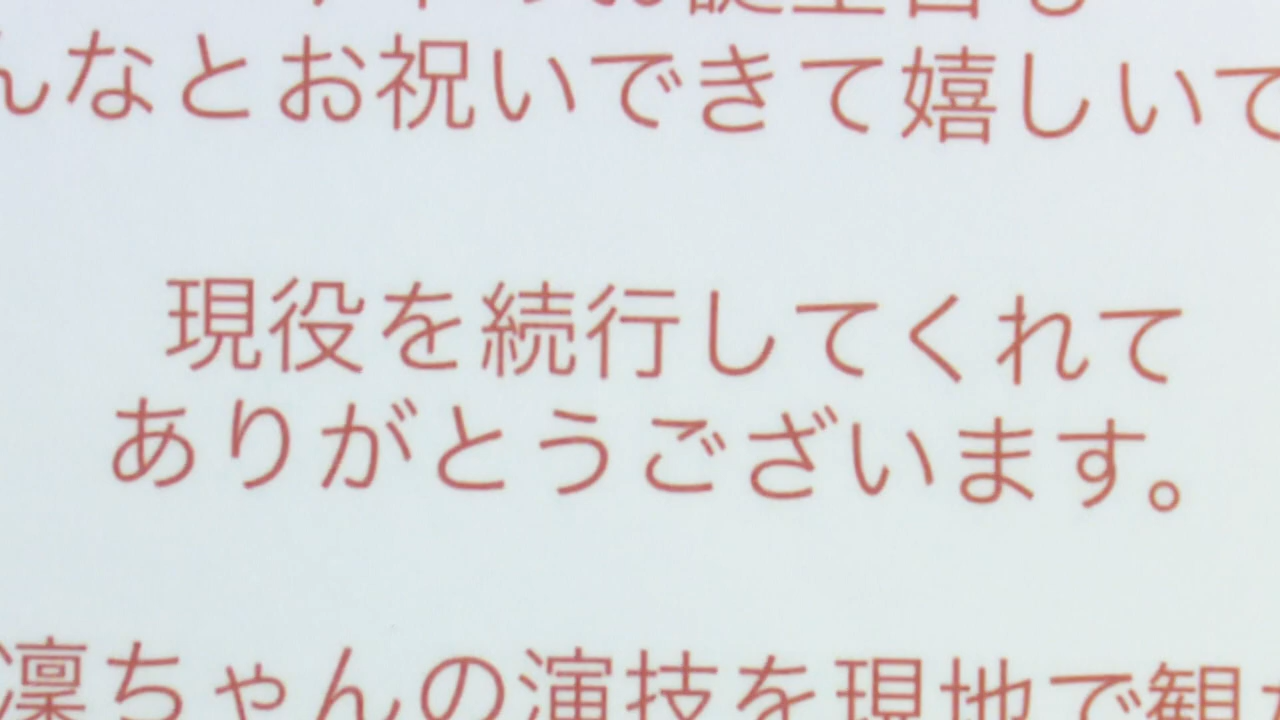 んなとお祝いできて嬉しいで
現役を続行してくれて
ありがとうございます。
凜ちゃんの演技を現地で観